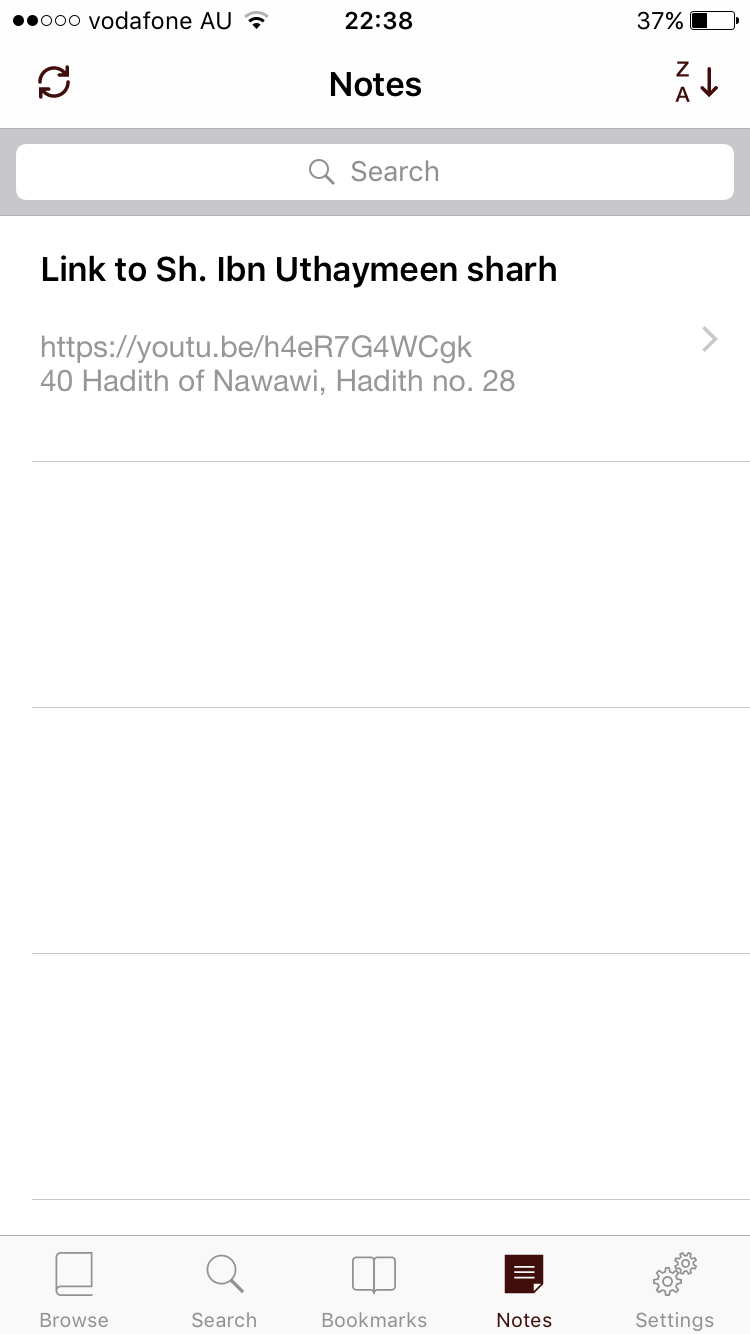 vodafone AU 22:38 37%
Notes
Z
A
Search
Link to Sh. Ibn Uthaymeen sharh
https://youtu.be/h4eR7G4WCgk
40 Hadith of Nawawi, Hadith no. 28
Browse Search Bookmarks Notes Settings